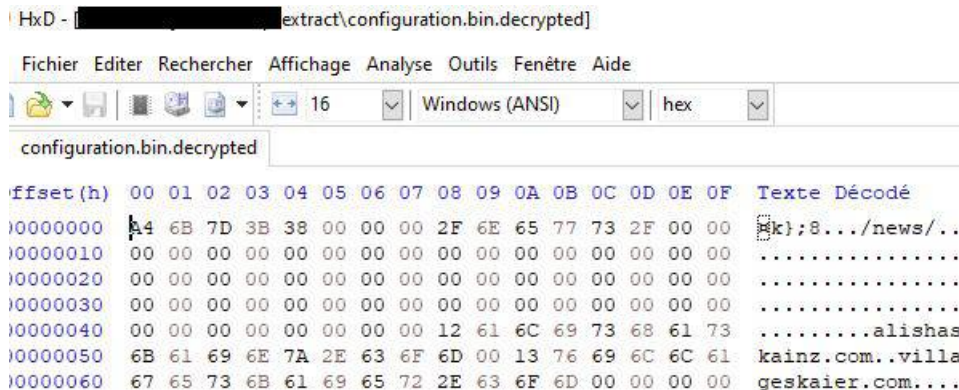 HxD - [ extract\configuration.bin.decrypted]
Fichier Editer Rechercher Affichage Analyse Outils Fenêtre Aide
16 Windows (ANSI) hex
configuration.bin.decrypted
ffset(h) 00 01 02 03 04 05 06 07 08 09 0A 0B 0C 0D 0E 0F Texte Décodé
00000000 A4 6B 7D 3B 38 00 00 00 2F 6E 65 77 73 2F 00 00 ¤k};8.../news/..
00000010 00 00 00 00 00 00 00 00 00 00 00 00 00 00 00 00 ................
00000020 00 00 00 00 00 00 00 00 00 00 00 00 00 00 00 00 ................
00000030 00 00 00 00 00 00 00 00 00 00 00 00 00 00 00 00 ................
00000040 00 00 00 00 00 00 00 00 12 61 6C 69 73 68 61 73 .........alishas
00000050 6B 61 69 6E 7A 2E 63 6F 6D 00 13 76 69 6C 6C 61 kainz.com..villa
00000060 67 65 73 6B 61 69 65 72 2E 63 6F 6D 00 00 00 00 geskaier.com....